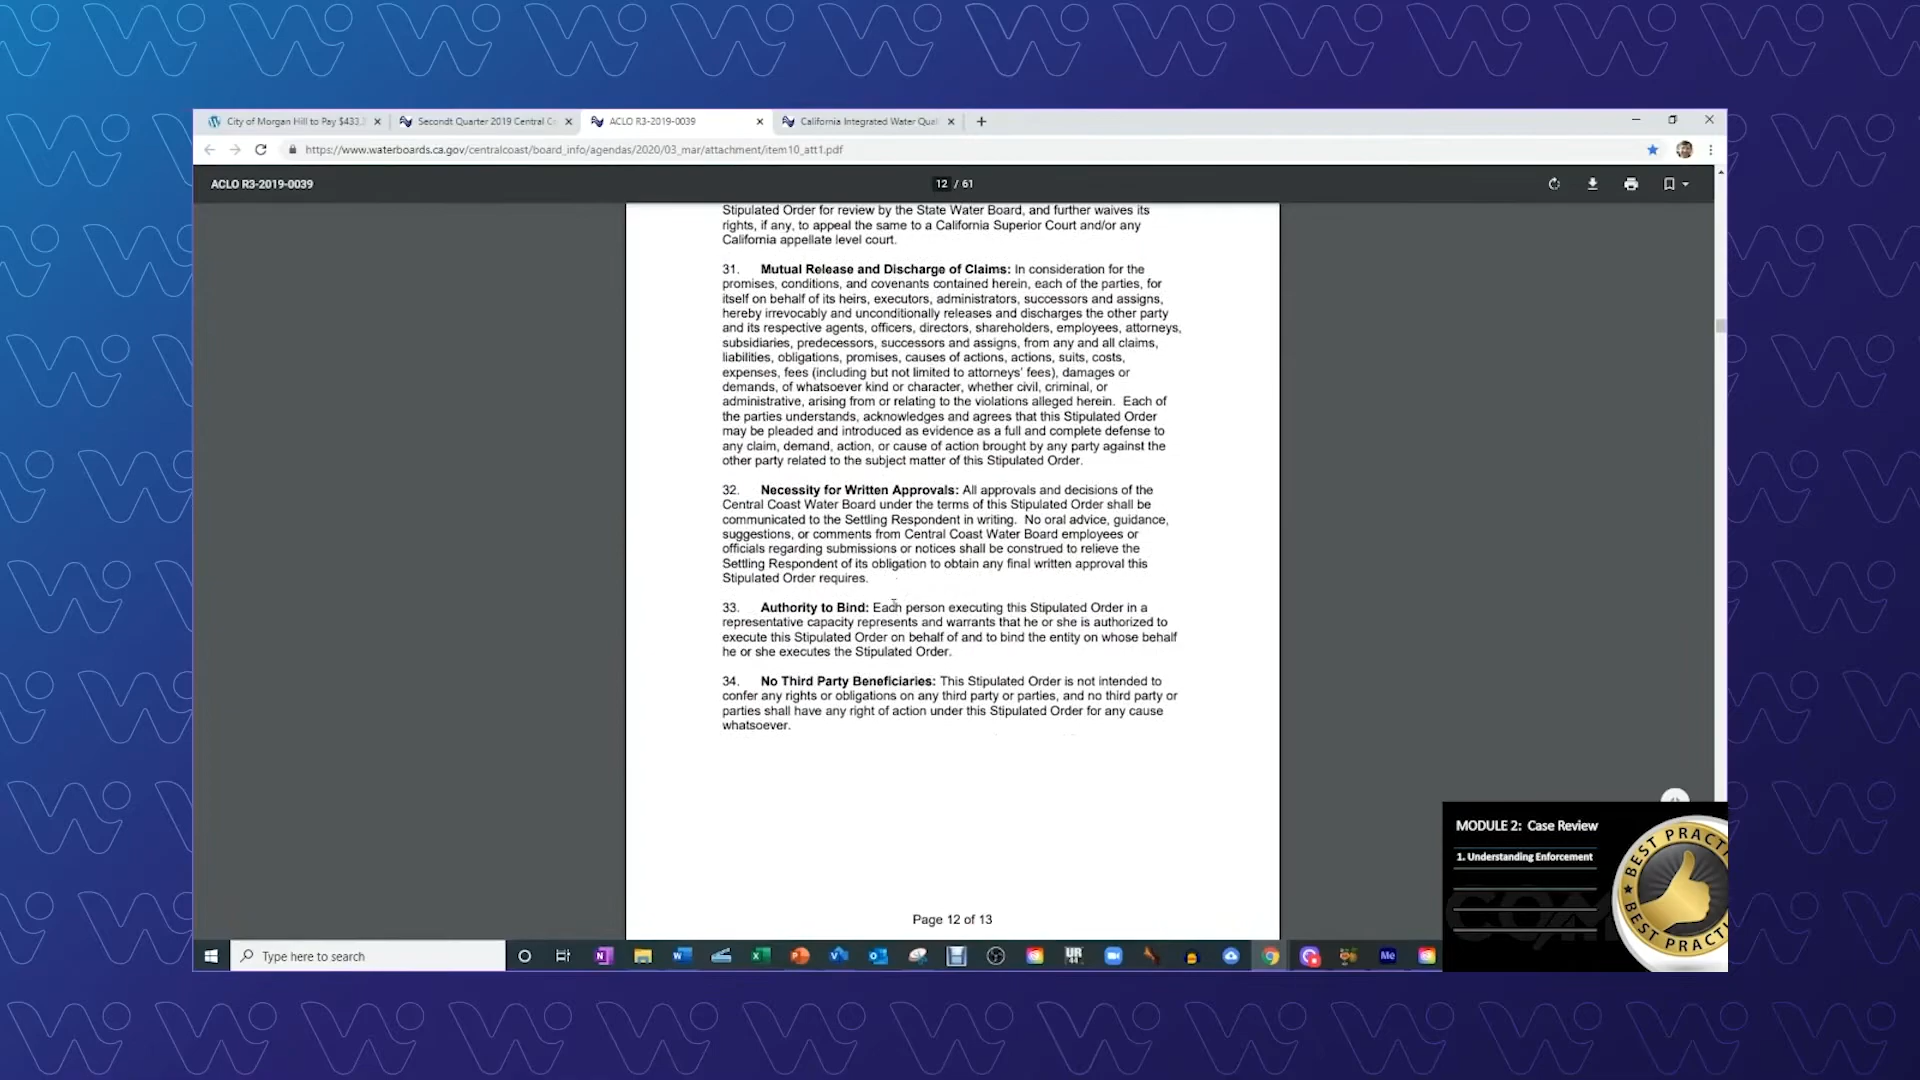 City of Morgan Hill to Pay $433,
Secondt Quarter 2019 Central C
ACLO R3-2019-0039
California Integrated Water Qual
https://www.waterboards.ca.gov/centralcoast/board_info/agendas/2020/03_mar/attachment/item10_att1.pdf
ACLO R3-2019-0039
12 / 61
Stipulated Order for review by the State Water Board, and further waives its
rights, if any, to appeal the same to a California Superior Court and/or any
California appellate level court.
31. Mutual Release and Discharge of Claims: In consideration for the
promises, conditions, and covenants contained herein, each of the parties, for
itself on behalf of its heirs, executors, administrators, successors and assigns,
hereby irrevocably and unconditionally releases and discharges the other party
and its respective agents, officers, directors, shareholders, employees, attorneys,
subsidiaries, predecessors, successors and assigns, from any and all claims,
liabilities, obligations, promises, causes of actions, actions, suits, costs,
expenses, fees (including but not limited to attorneys' fees), damages or
demands, of whatsoever kind or character, whether civil, criminal, or
administrative, arising from or relating to the violations alleged herein. Each of
the parties understands, acknowledges and agrees that this Stipulated Order
may be pleaded and introduced as evidence as a full and complete defense to
any claim, demand, action, or cause of action brought by any party against the
other party related to the subject matter of this Stipulated Order.
32. Necessity for Written Approvals: All approvals and decisions of the
Central Coast Water Board under the terms of this Stipulated Order shall be
communicated to the Settling Respondent in writing. No oral advice, guidance,
suggestions, or comments from Central Coast Water Board employees or
officials regarding submissions or notices shall be construed to relieve the
Settling Respondent of its obligation to obtain any final written approval this
Stipulated Order requires.
33. Authority to Bind: Each person executing this Stipulated Order in a
representative capacity represents and warrants that he or she is authorized to
execute this Stipulated Order on behalf of and to bind the entity on whose behalf
he or she executes the Stipulated Order.
34. No Third Party Beneficiaries: This Stipulated Order is not intended to
confer any rights or obligations on any third party or parties, and no third party or
parties shall have any right of action under this Stipulated Order for any cause
whatsoever.
Page 12 of 13
MODULE 2: Case Review
1. Understanding Enforcement
BEST PRACT
BEST PRACT
Type here to search
UR
44
Me